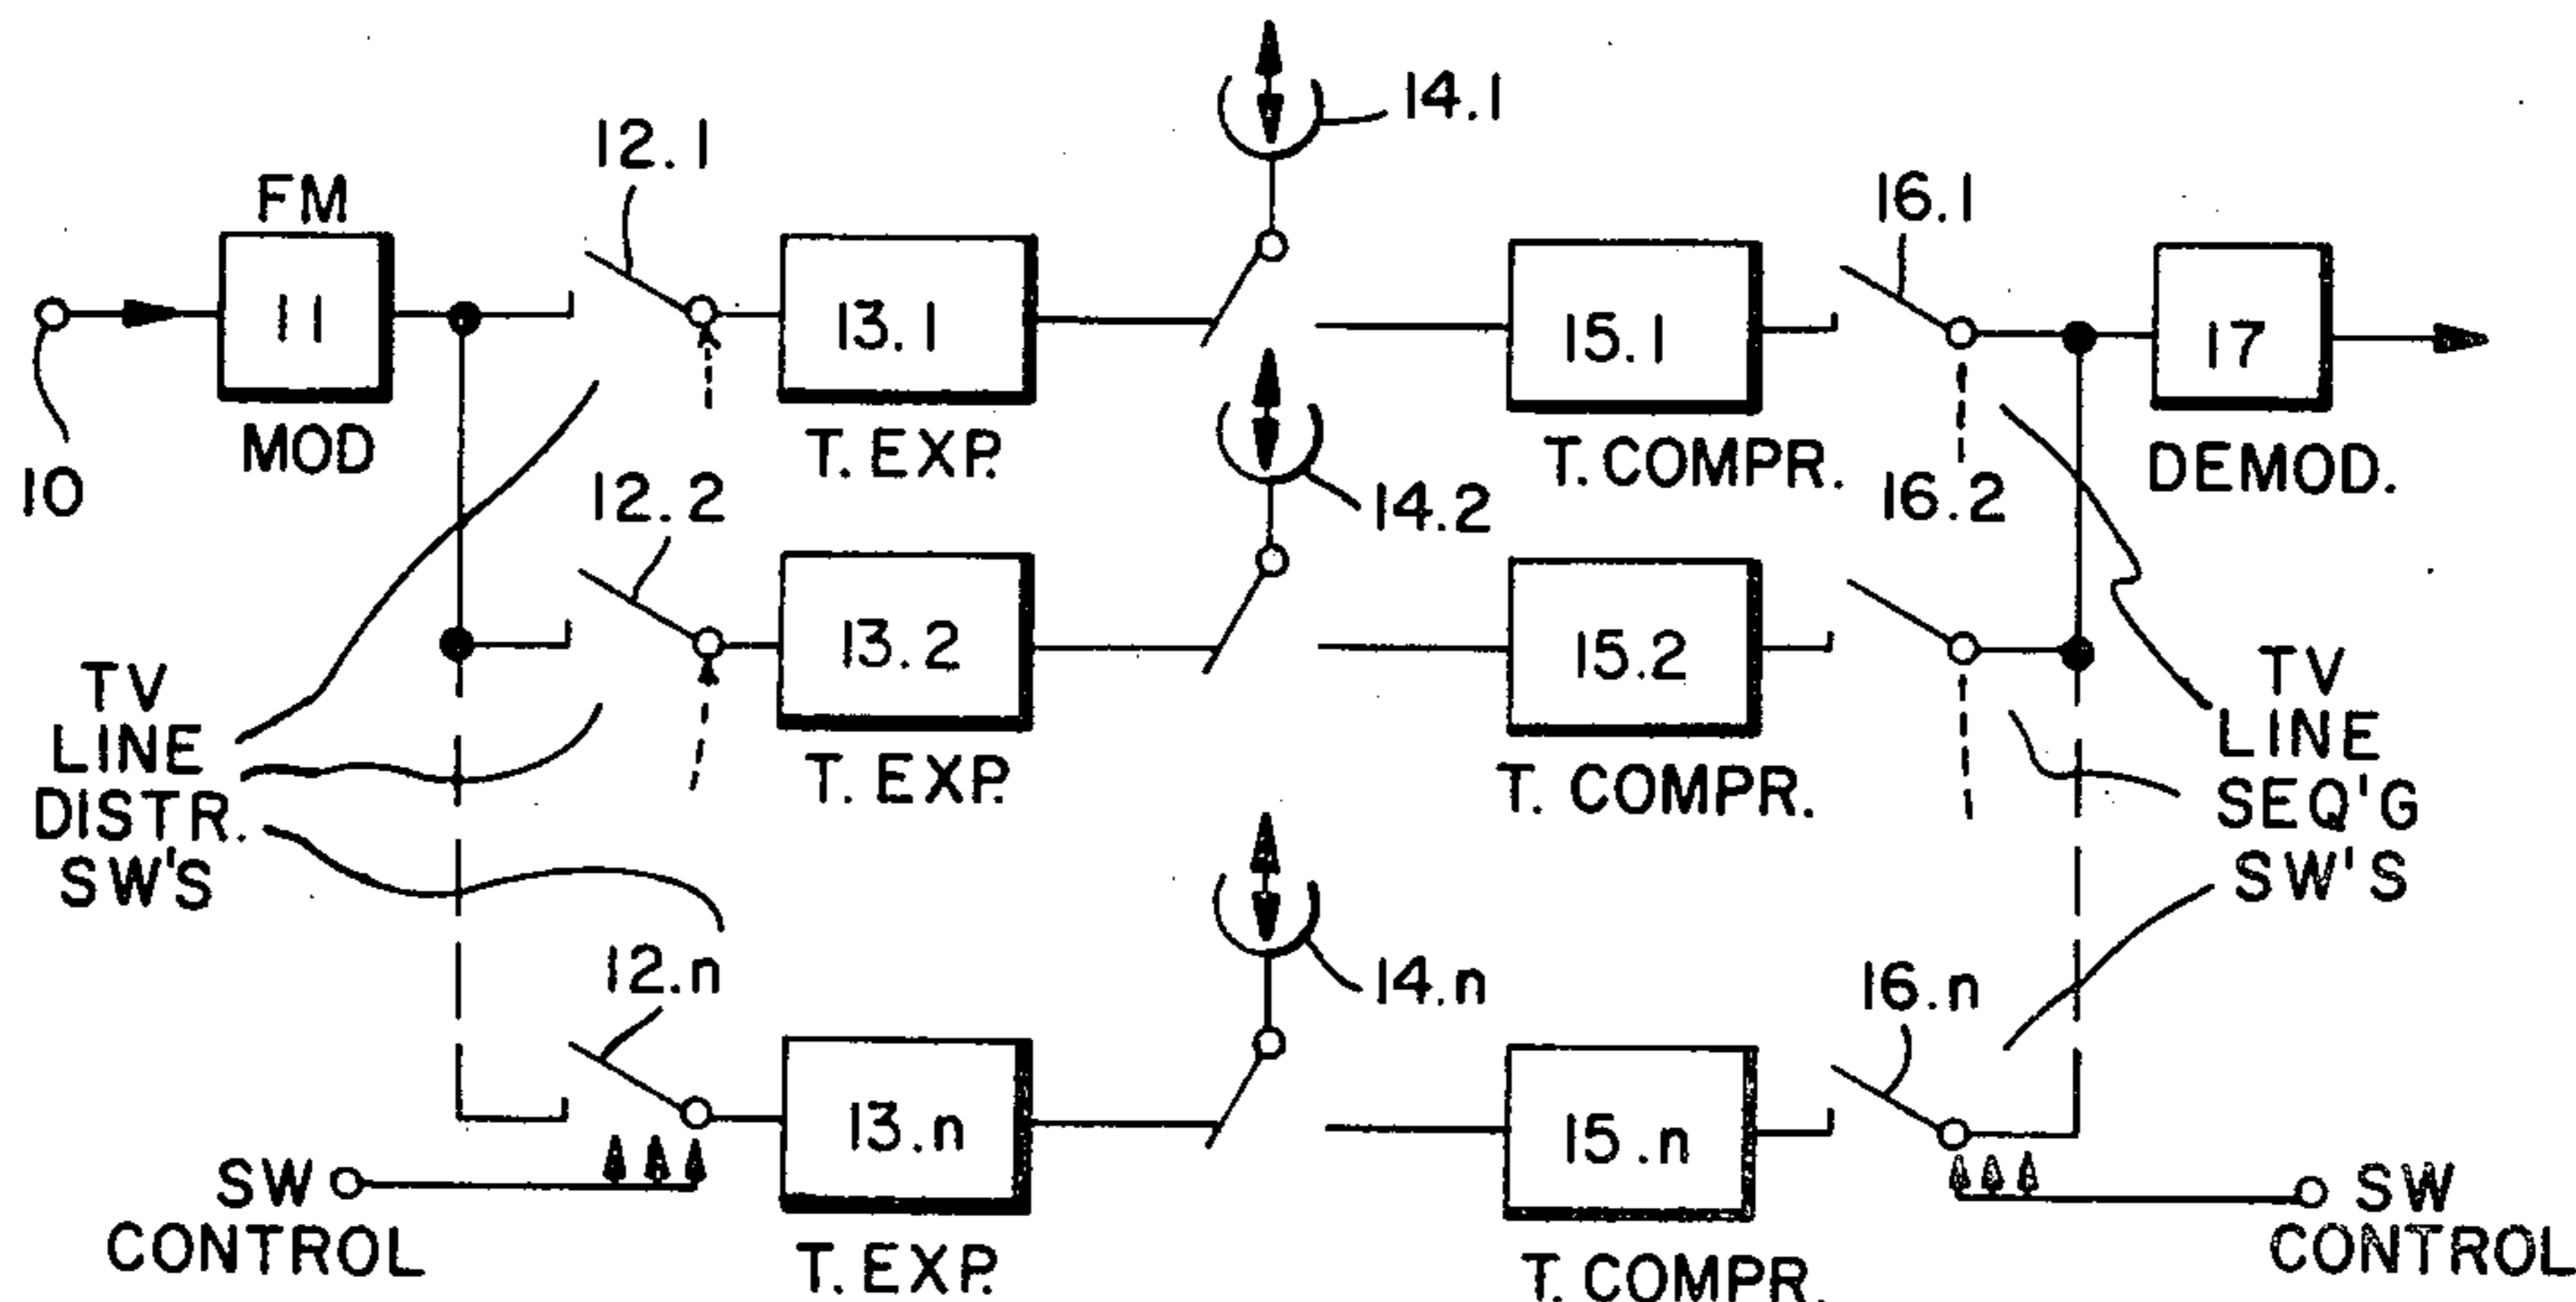 14.1
12.1
16.1
FM
11
13.1
15.1
17
MOD
T. EXP.
T. COMPR.
DEMOD.
10
12.2
14.2
16.2
13.2
15.2
TV
LINE
DISTR.
SW'S
TV
LINE
SEQ'G
SW'S
T. EXP.
T. COMPR.
12.n
14.n
16.n
13.n
15.n
SW
CONTROL
SW
CONTROL
T. EXP.
T. COMPR.